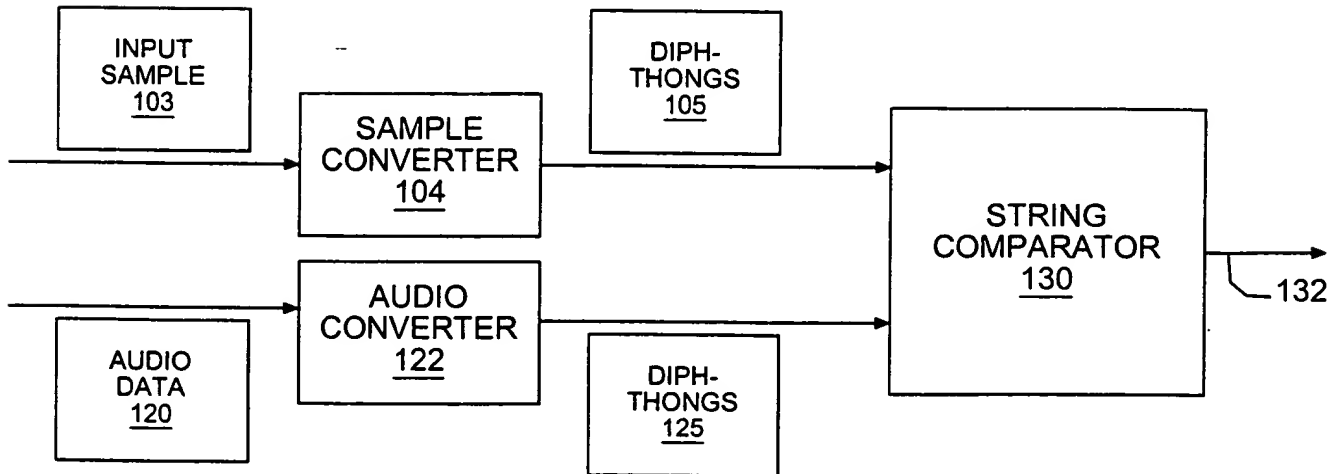 INPUT
SAMPLE
103
SAMPLE
CONVERTER
104
DIPH-
THONGS
105
AUDIO
DATA
120
AUDIO
CONVERTER
122
DIPH-
THONGS
125
STRING
COMPARATOR
130
132